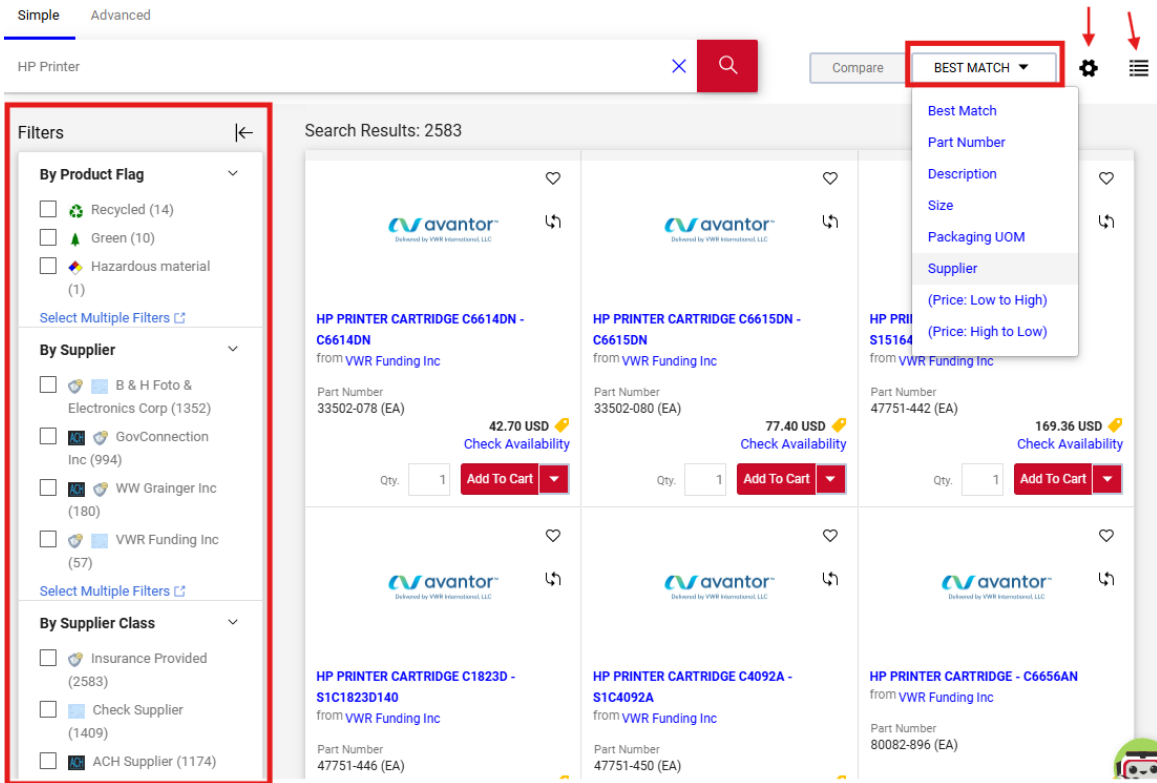 Simple Advanced
HP Printer
Compare
BEST MATCH
Best Match
Part Number
Description
Size
Packaging UOM
Supplier
(Price: Low to High)
(Price: High to Low)
Filters
By Product Flag
Recycled (14)
Green (10)
Hazardous material
(1)
Select Multiple Filters
By Supplier
B & H Foto &
Electronics Corp (1352)
ACH GovConnection
Inc (994)
ACH WW Grainger Inc
(180)
VWR Funding Inc
(57)
Select Multiple Filters
By Supplier Class
Insurance Provided
(2583)
Check Supplier
(1409)
ACH ACH Supplier (1174)
Search Results: 2583
avantor™
Delivered by VWR International, LLC
HP PRINTER CARTRIDGE C6614DN -
C6614DN
from VWR Funding Inc
Part Number
33502-078 (EA)
42.70 USD
Check Availability
Qty. 1 Add To Cart
avantor™
Delivered by VWR International, LLC
HP PRINTER CARTRIDGE C6615DN -
C6615DN
from VWR Funding Inc
Part Number
33502-080 (EA)
77.40 USD
Check Availability
Qty. 1 Add To Cart
HP PRI
S15164
from VWR Funding Inc
Part Number
47751-442 (EA)
169.36 USD
Check Availability
Qty. 1 Add To Cart
avantor™
Delivered by VWR International, LLC
HP PRINTER CARTRIDGE C1823D -
S1C1823D140
from VWR Funding Inc
Part Number
47751-446 (EA)
avantor™
Delivered by VWR International, LLC
HP PRINTER CARTRIDGE C4092A -
S1C4092A
from VWR Funding Inc
Part Number
47751-450 (EA)
avantor™
Delivered by VWR International, LLC
HP PRINTER CARTRIDGE - C6656AN
from VWR Funding Inc
Part Number
80082-896 (EA)